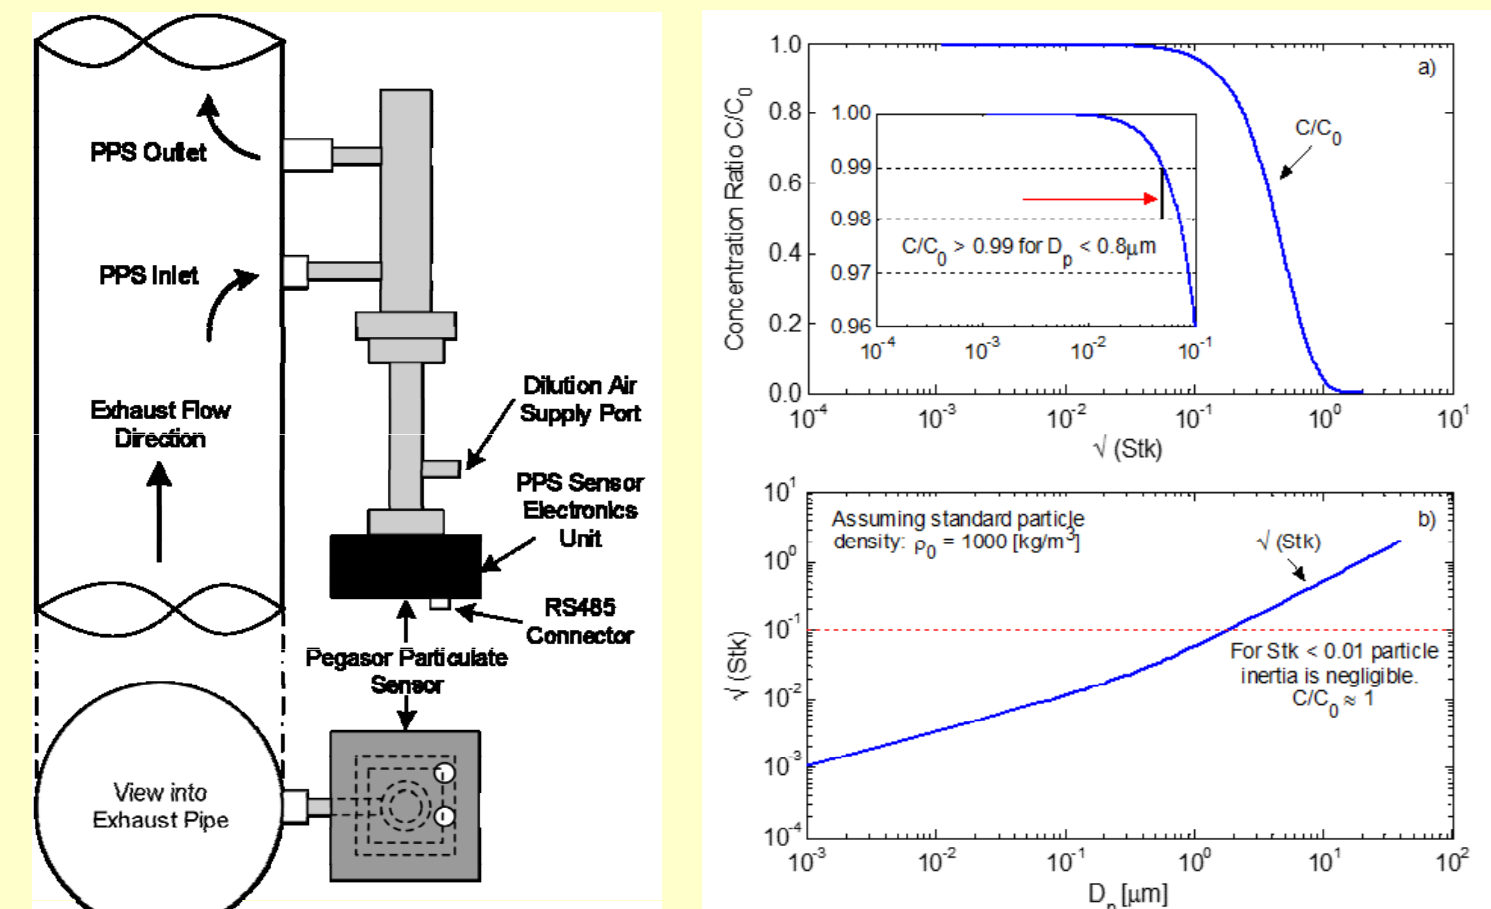 PPS Outlet
PPS Inlet
Exhaust Flow
Direction
Dilution Air
Supply Port
PPS Sensor
Electronics
Unit
RS485
Connector
Pegasor Particulate
Sensor
View into
Exhaust Pipe
a)
Concentration Ratio C/C0
1.0
0.8
0.6
0.4
0.2
0.0
C/C0
1.00
0.99
0.98
0.97
0.96
C/C0 > 0.99 for Dp < 0.8μm
10-4
10-3
10-2
10-1
10-4
10-3
10-2
10-1
100
101
√ (Stk)
b)
√ (Stk)
101
100
10-1
10-2
10-3
10-4
Assuming standard particle
density: ρ0 = 1000 [kg/m3]
√ (Stk)
For Stk < 0.01 particle
inertia is negligible.
C/C0 ≈ 1
10-3
10-2
10-1
100
101
102
Dp [μm]